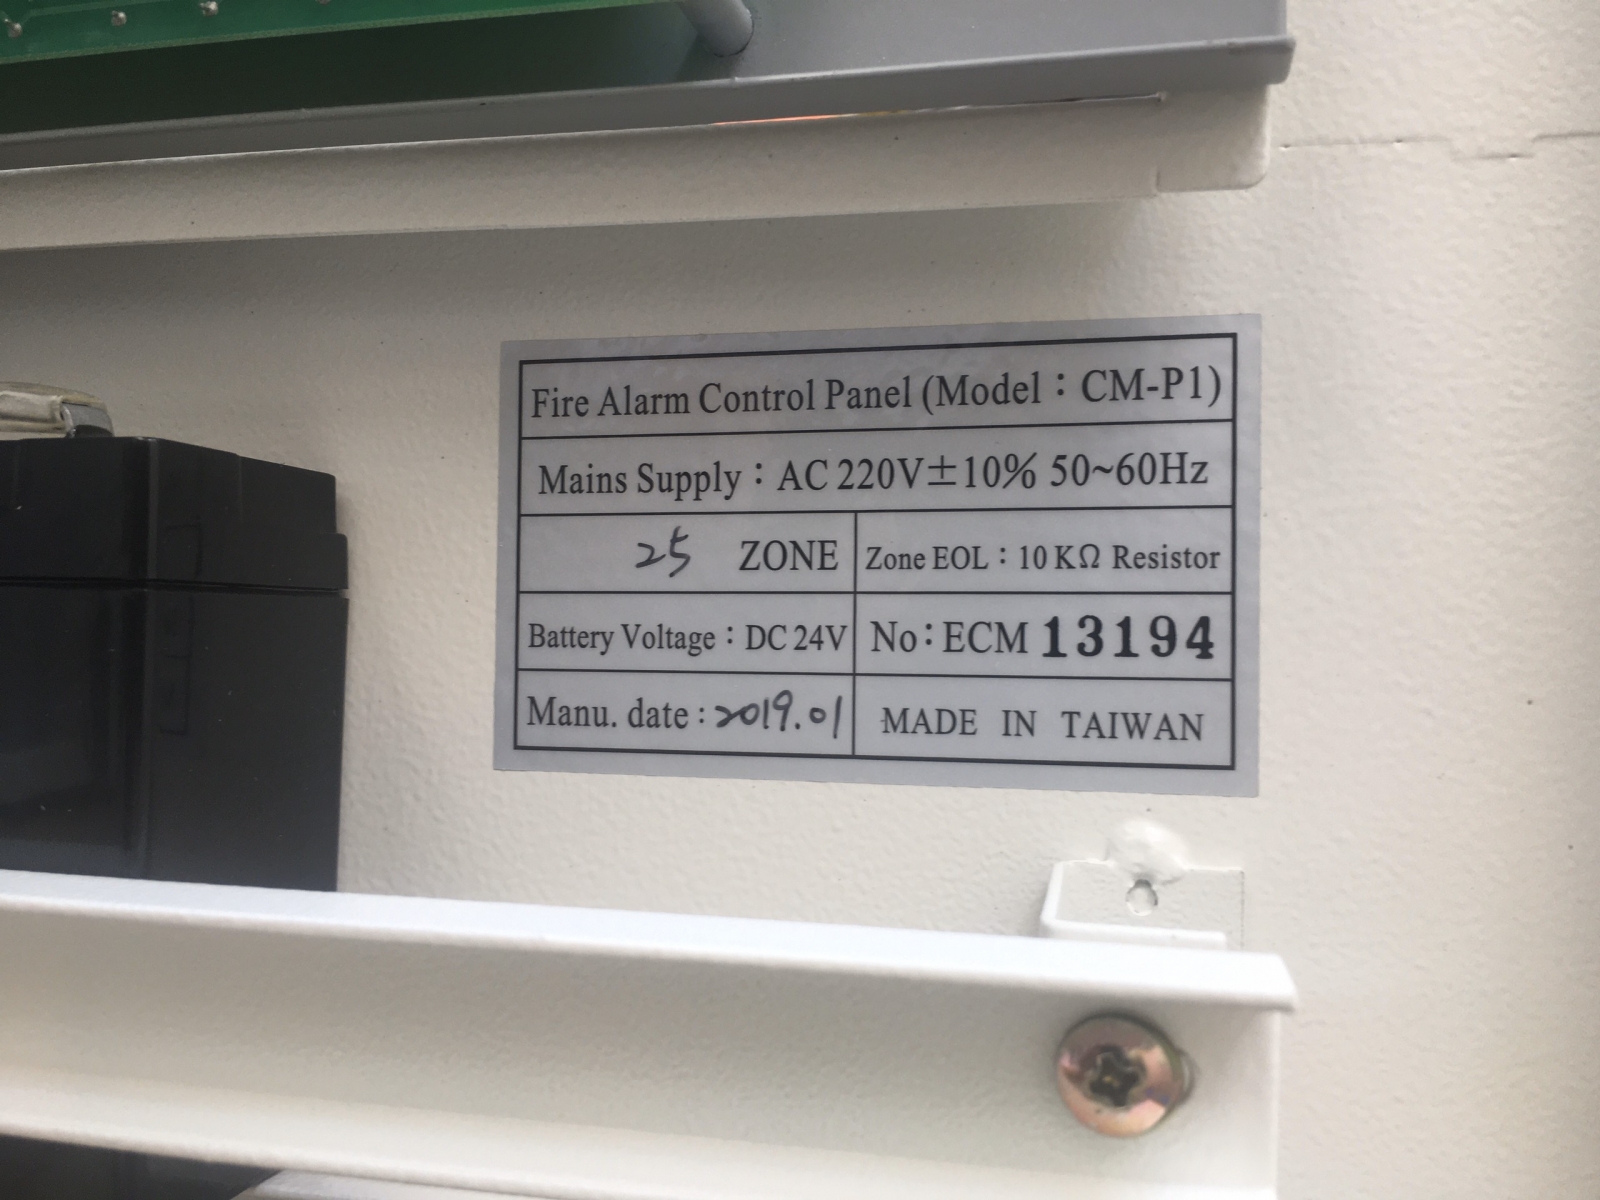 Fire Alarm Control Panel (Model : CM-P1)
Mains Supply : AC 220V±10% 50~60Hz
25 ZONE
Zone EOL : 10 KΩ Resistor
Battery Voltage : DC 24V
No : ECM 13194
Manu. date : 2019.01
MADE IN TAIWAN